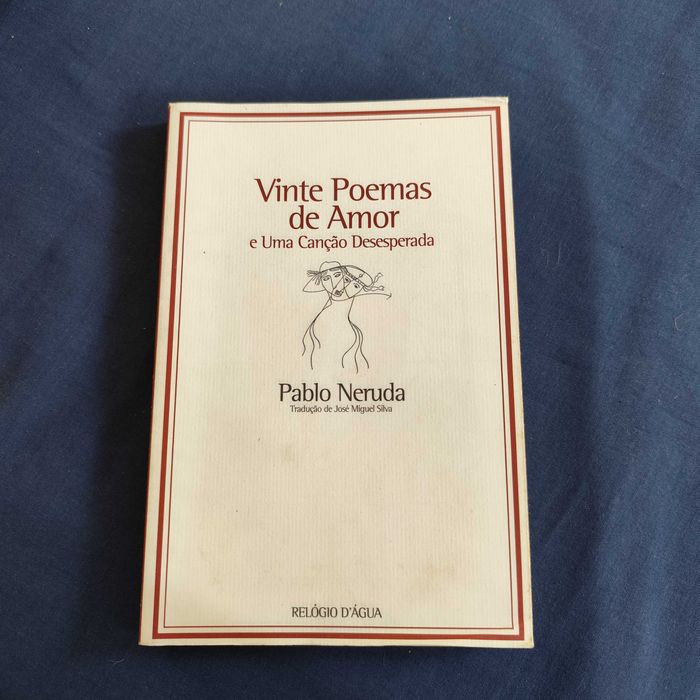 Vinte Poemas
de Amor
e Uma Canção Desesperada
Pablo Neruda
Tradução de José Miguel Silva
RELÓGIO D'ÁGUA